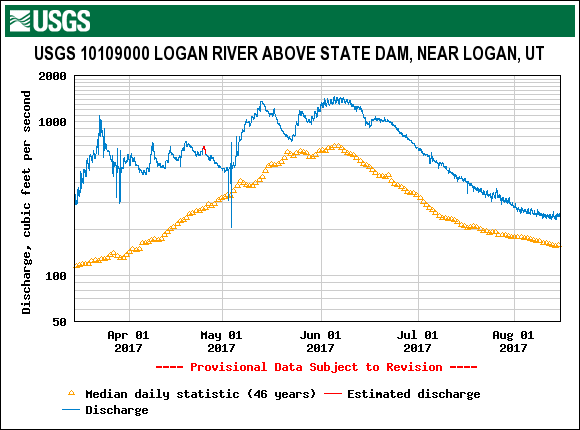 USGS
USGS 10109000 LOGAN RIVER ABOVE STATE DAM, NEAR LOGAN, UT
Discharge, cubic feet per second
2000
1000
100
50
Apr 01 2017
May 01 2017
Jun 01 2017
Jul 01 2017
Aug 01 2017
---- Provisional Data Subject to Revision ----
Median daily statistic (46 years)
Estimated discharge
Discharge